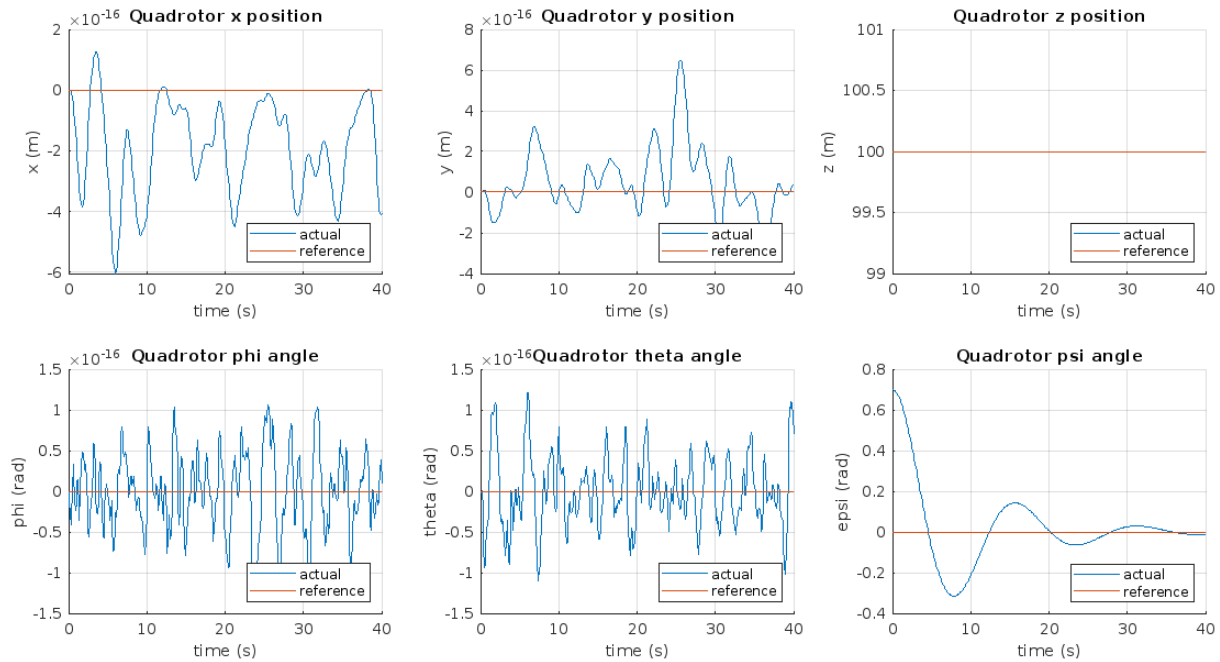 Quadrotor x position
×10-16
2
0
-2
-4
-6
x (m)
0 10 20 30 40
time (s)
actual
reference
Quadrotor y position
×10-16
8
6
4
2
0
-2
-4
y (m)
0 10 20 30 40
time (s)
actual
reference
Quadrotor z position
101
100.5
100
99.5
99
z (m)
0 10 20 30 40
time (s)
actual
reference
Quadrotor phi angle
×10-16
1.5
1
0.5
0
-0.5
-1
-1.5
phi (rad)
0 10 20 30 40
time (s)
actual
reference
Quadrotor theta angle
×10-16
1.5
1
0.5
0
-0.5
-1
-1.5
theta (rad)
0 10 20 30 40
time (s)
actual
reference
Quadrotor psi angle
0.8
0.6
0.4
0.2
0
-0.2
-0.4
epsi (rad)
0 10 20 30 40
time (s)
actual
reference